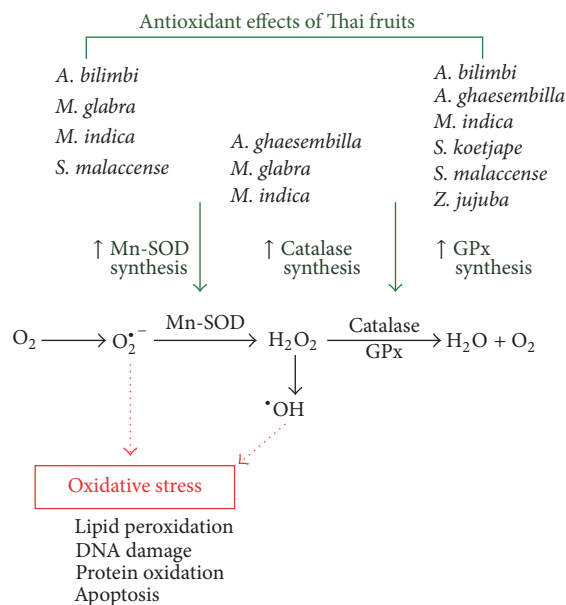 Antioxidant effects of Thai fruits
A. bilimbi
M. glabra
M. indica
S. malaccense
A. ghaesembilla
M. glabra
M. indica
A. bilimbi
A. ghaesembilla
M. indica
S. koetjape
S. malaccense
Z. jujuba
↑ Mn-SOD
synthesis
↑ Catalase
synthesis
↑ GPx
synthesis
O₂
O₂•⁻
Mn-SOD
H₂O₂
Catalase
GPx
H₂O + O₂
•OH
Oxidative stress
Lipid peroxidation
DNA damage
Protein oxidation
Apoptosis